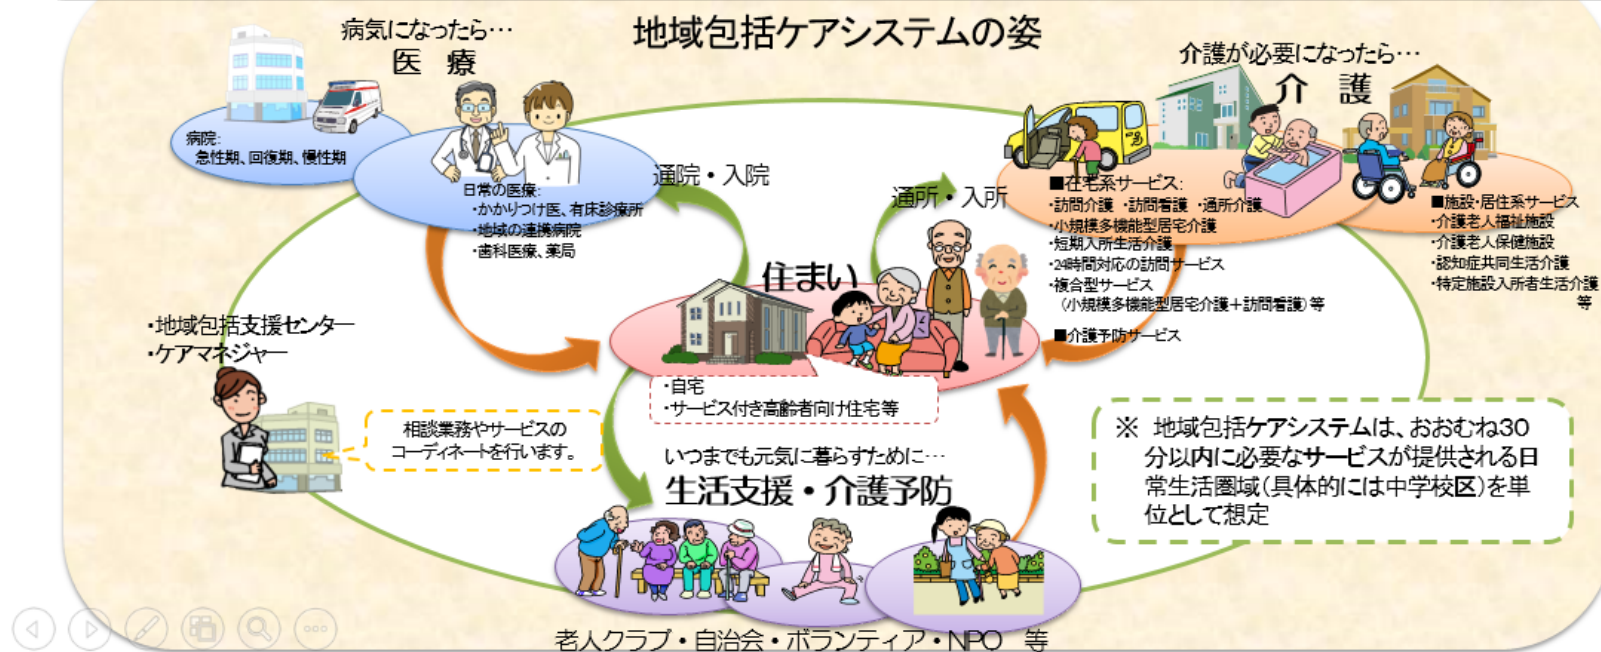 地域包括ケアシステムの姿
病気になったら…
医　療
病院:
急性期、回復期、慢性期
日常の医療:
・かかりつけ医、有床診療所
・地域の連携病院
・歯科医療、薬局
通院・入院
通所・入所
介護が必要になったら…
介　護
■在宅系サービス:
・訪問介護　・訪問看護　・通所介護
・小規模多機能型居宅介護
・短期入所生活介護
・24時間対応の訪問サービス
・複合型サービス
（小規模多機能型居宅介護＋訪問看護）等
■介護予防サービス
■施設・居住系サービス
・介護老人福祉施設
・介護老人保健施設
・認知症共同生活介護
・特定施設入所者生活介護
等
住まい
・自宅
・サービス付き高齢者向け住宅等
・地域包括支援センター
・ケアマネジャー
相談業務やサービスの
コーディネートを行います。
いつまでも元気に暮らすために…
生活支援・介護予防
老人クラブ・自治会・ボランティア・NPO　等
※　地域包括ケアシステムは、おおむね30
分以内に必要なサービスが提供される日
常生活圏域（具体的には中学校区）を単
位として想定